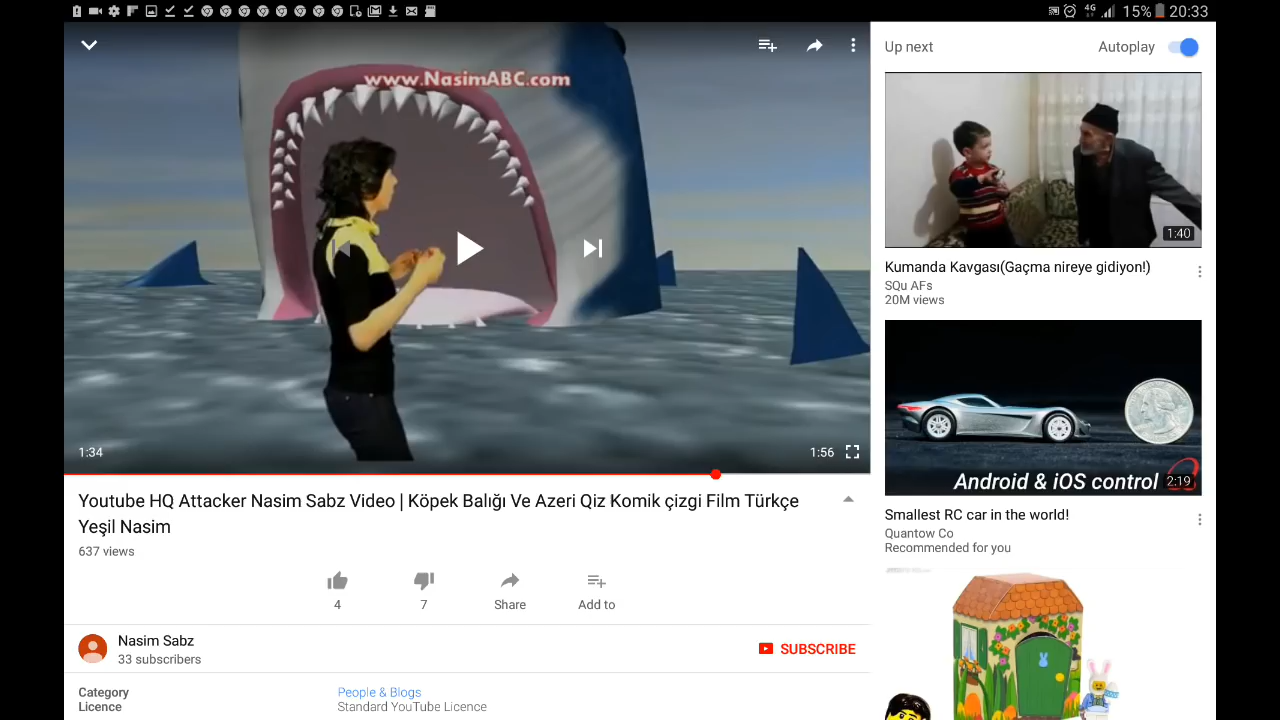 4G
15%
20:33
www.NasimABC.com
1:34
1:56
Youtube HQ Attacker Nasim Sabz Video | Köpek Balığı Ve Azeri Qiz Komik çizgi Film Türkçe
Yeşil Nasim
637 views
4
7
Share
Add to
Nasim Sabz
33 subscribers
SUBSCRIBE
Category
People & Blogs
Licence
Standard YouTube Licence
Up next
Autoplay
1:40
Kumanda Kavgası(Gaçma nireye gidiyon!)
SQu AFs
20M views
Android & iOS control
2:19
Smallest RC car in the world!
Quantow Co
Recommended for you